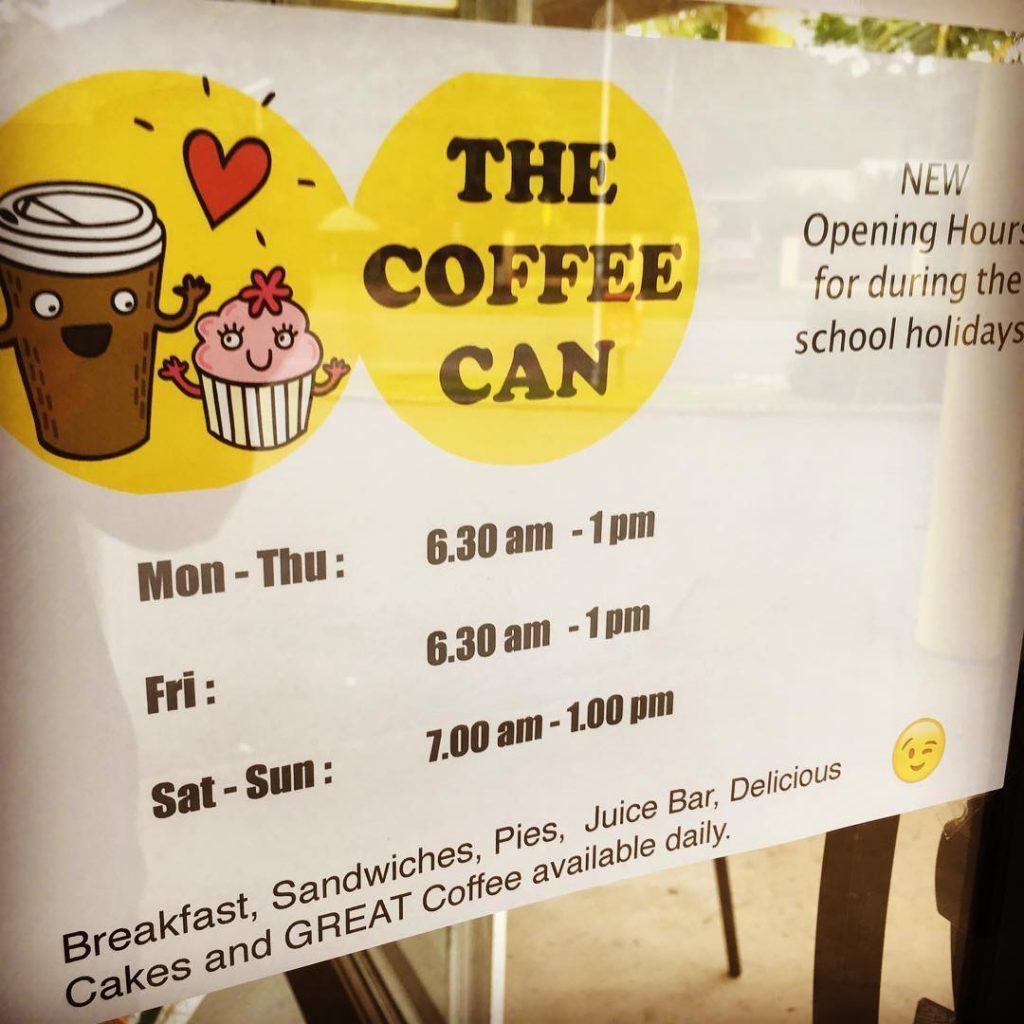 THE
COFFEE
CAN
NEW
Opening Hours
for during the
school holidays
Mon - Thu : 6.30 am - 1 pm
Fri : 6.30 am - 1 pm
Sat - Sun : 7.00 am - 1.00 pm
Breakfast, Sandwiches, Pies, Juice Bar, Delicious
Cakes and GREAT Coffee available daily.